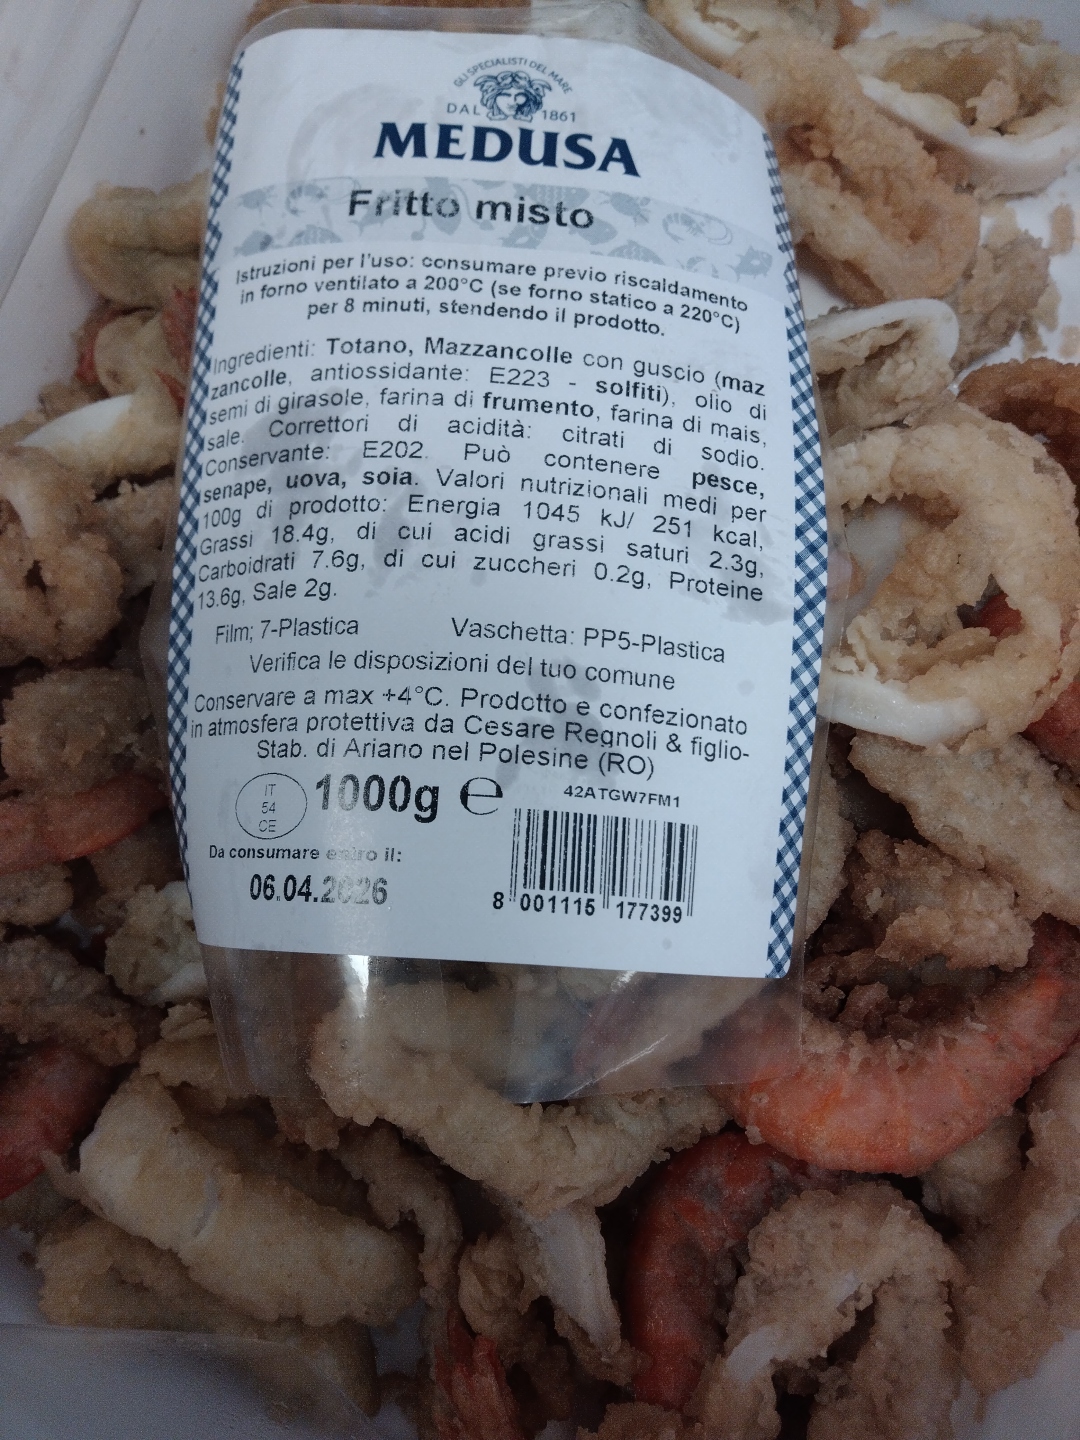 GLI SPECIALISTI DEL MARE
DAL 1861
MEDUSA
Fritto misto
Istruzioni per l'uso: consumare previo riscaldamento
in forno ventilato a 200°C (se forno statico a 220°C)
per 8 minuti, stendendo il prodotto.
Ingredienti: Totano, Mazzancolle con guscio (maz
zancolle, antiossidante: E223 - solfiti), olio di
semi di girasole, farina di frumento, farina di mais,
sale. Correttori di acidità: citrati di sodio.
Conservante: E202. Può contenere pesce,
senape, uova, soia. Valori nutrizionali medi per
100g di prodotto: Energia 1045 kJ/ 251 kcal,
Grassi 18.4g, di cui acidi grassi saturi 2.3g,
Carboidrati 7.6g, di cui zuccheri 0.2g, Proteine
13.6g, Sale 2g.
Film; 7-Plastica Vaschetta: PP5-Plastica
Verifica le disposizioni del tuo comune
Conservare a max +4°C. Prodotto e confezionato
in atmosfera protettiva da Cesare Regnoli & figlio-
Stab. di Ariano nel Polesine (RO)
IT
54
CE
1000g e
42ATGW7FM1
Da consumare entro il:
06.04.2026
8 001115 177399